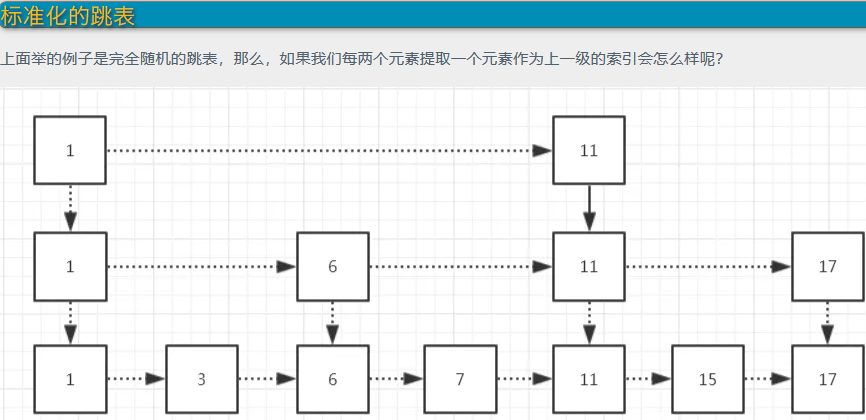 标准化的跳表
上面举的例子是完全随机的跳表，那么，如果我们每两个元素提取一个元素作为上一级的索引会怎么样呢？
1 11
1 6 11 17
1 3 6 7 11 15 17